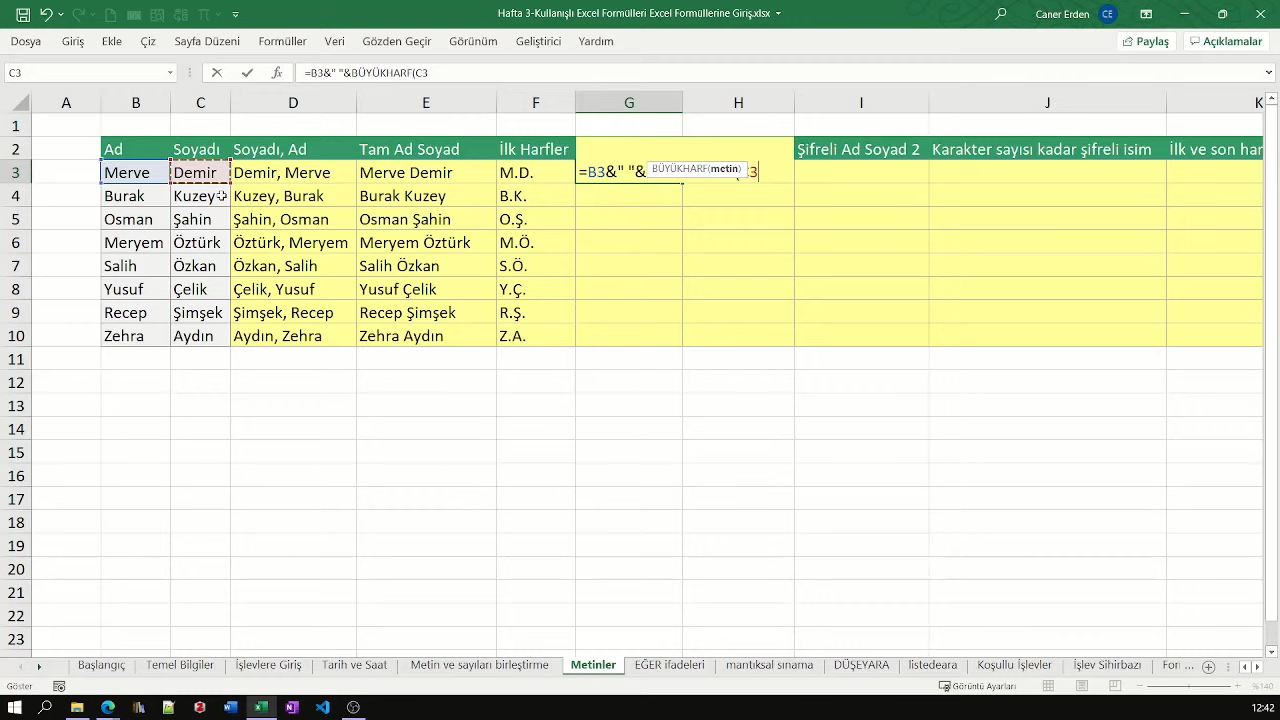 Hafta 3-Kullanışlı Excel Formülleri Excel Formüllerine Giriş.xlsx
Caner Erden CE
Dosya Giriş Ekle Çiz Sayfa Düzeni Formüller Veri Gözden Geçir Görünüm Geliştirici Yardım Paylaş Açıklamalar
C3 fx =B3&" "&BÜYÜKHARF(C3
A B C D E F G H I J K
1
2 Ad Soyadı Soyadı, Ad Tam Ad Soyad İlk Harfler Şifreli Ad Soyad 2 Karakter sayısı kadar şifreli isim İlk ve son har
3 Merve Demir Demir, Merve Merve Demir M.D. =B3&" "& BÜYÜKHARF(metin) 3
4 Burak Kuzey Kuzey, Burak Burak Kuzey B.K.
5 Osman Şahin Şahin, Osman Osman Şahin O.Ş.
6 Meryem Öztürk Öztürk, Meryem Meryem Öztürk M.Ö.
7 Salih Özkan Özkan, Salih Salih Özkan S.Ö.
8 Yusuf Çelik Çelik, Yusuf Yusuf Çelik Y.Ç.
9 Recep Şimşek Şimşek, Recep Recep Şimşek R.Ş.
10 Zehra Aydın Aydın, Zehra Zehra Aydın Z.A.
11
12
13
14
15
16
17
18
19
20
21
22
23
Başlangıç Temel Bilgiler İşlevlere Giriş Tarih ve Saat Metin ve sayıları birleştirme Metinler EĞER ifadeleri mantıksal sınama DÜŞEYARA listedeara Koşullu işlevler İşlev Sihirbazı For ...
Göster Görüntü Ayarları %140
12:42